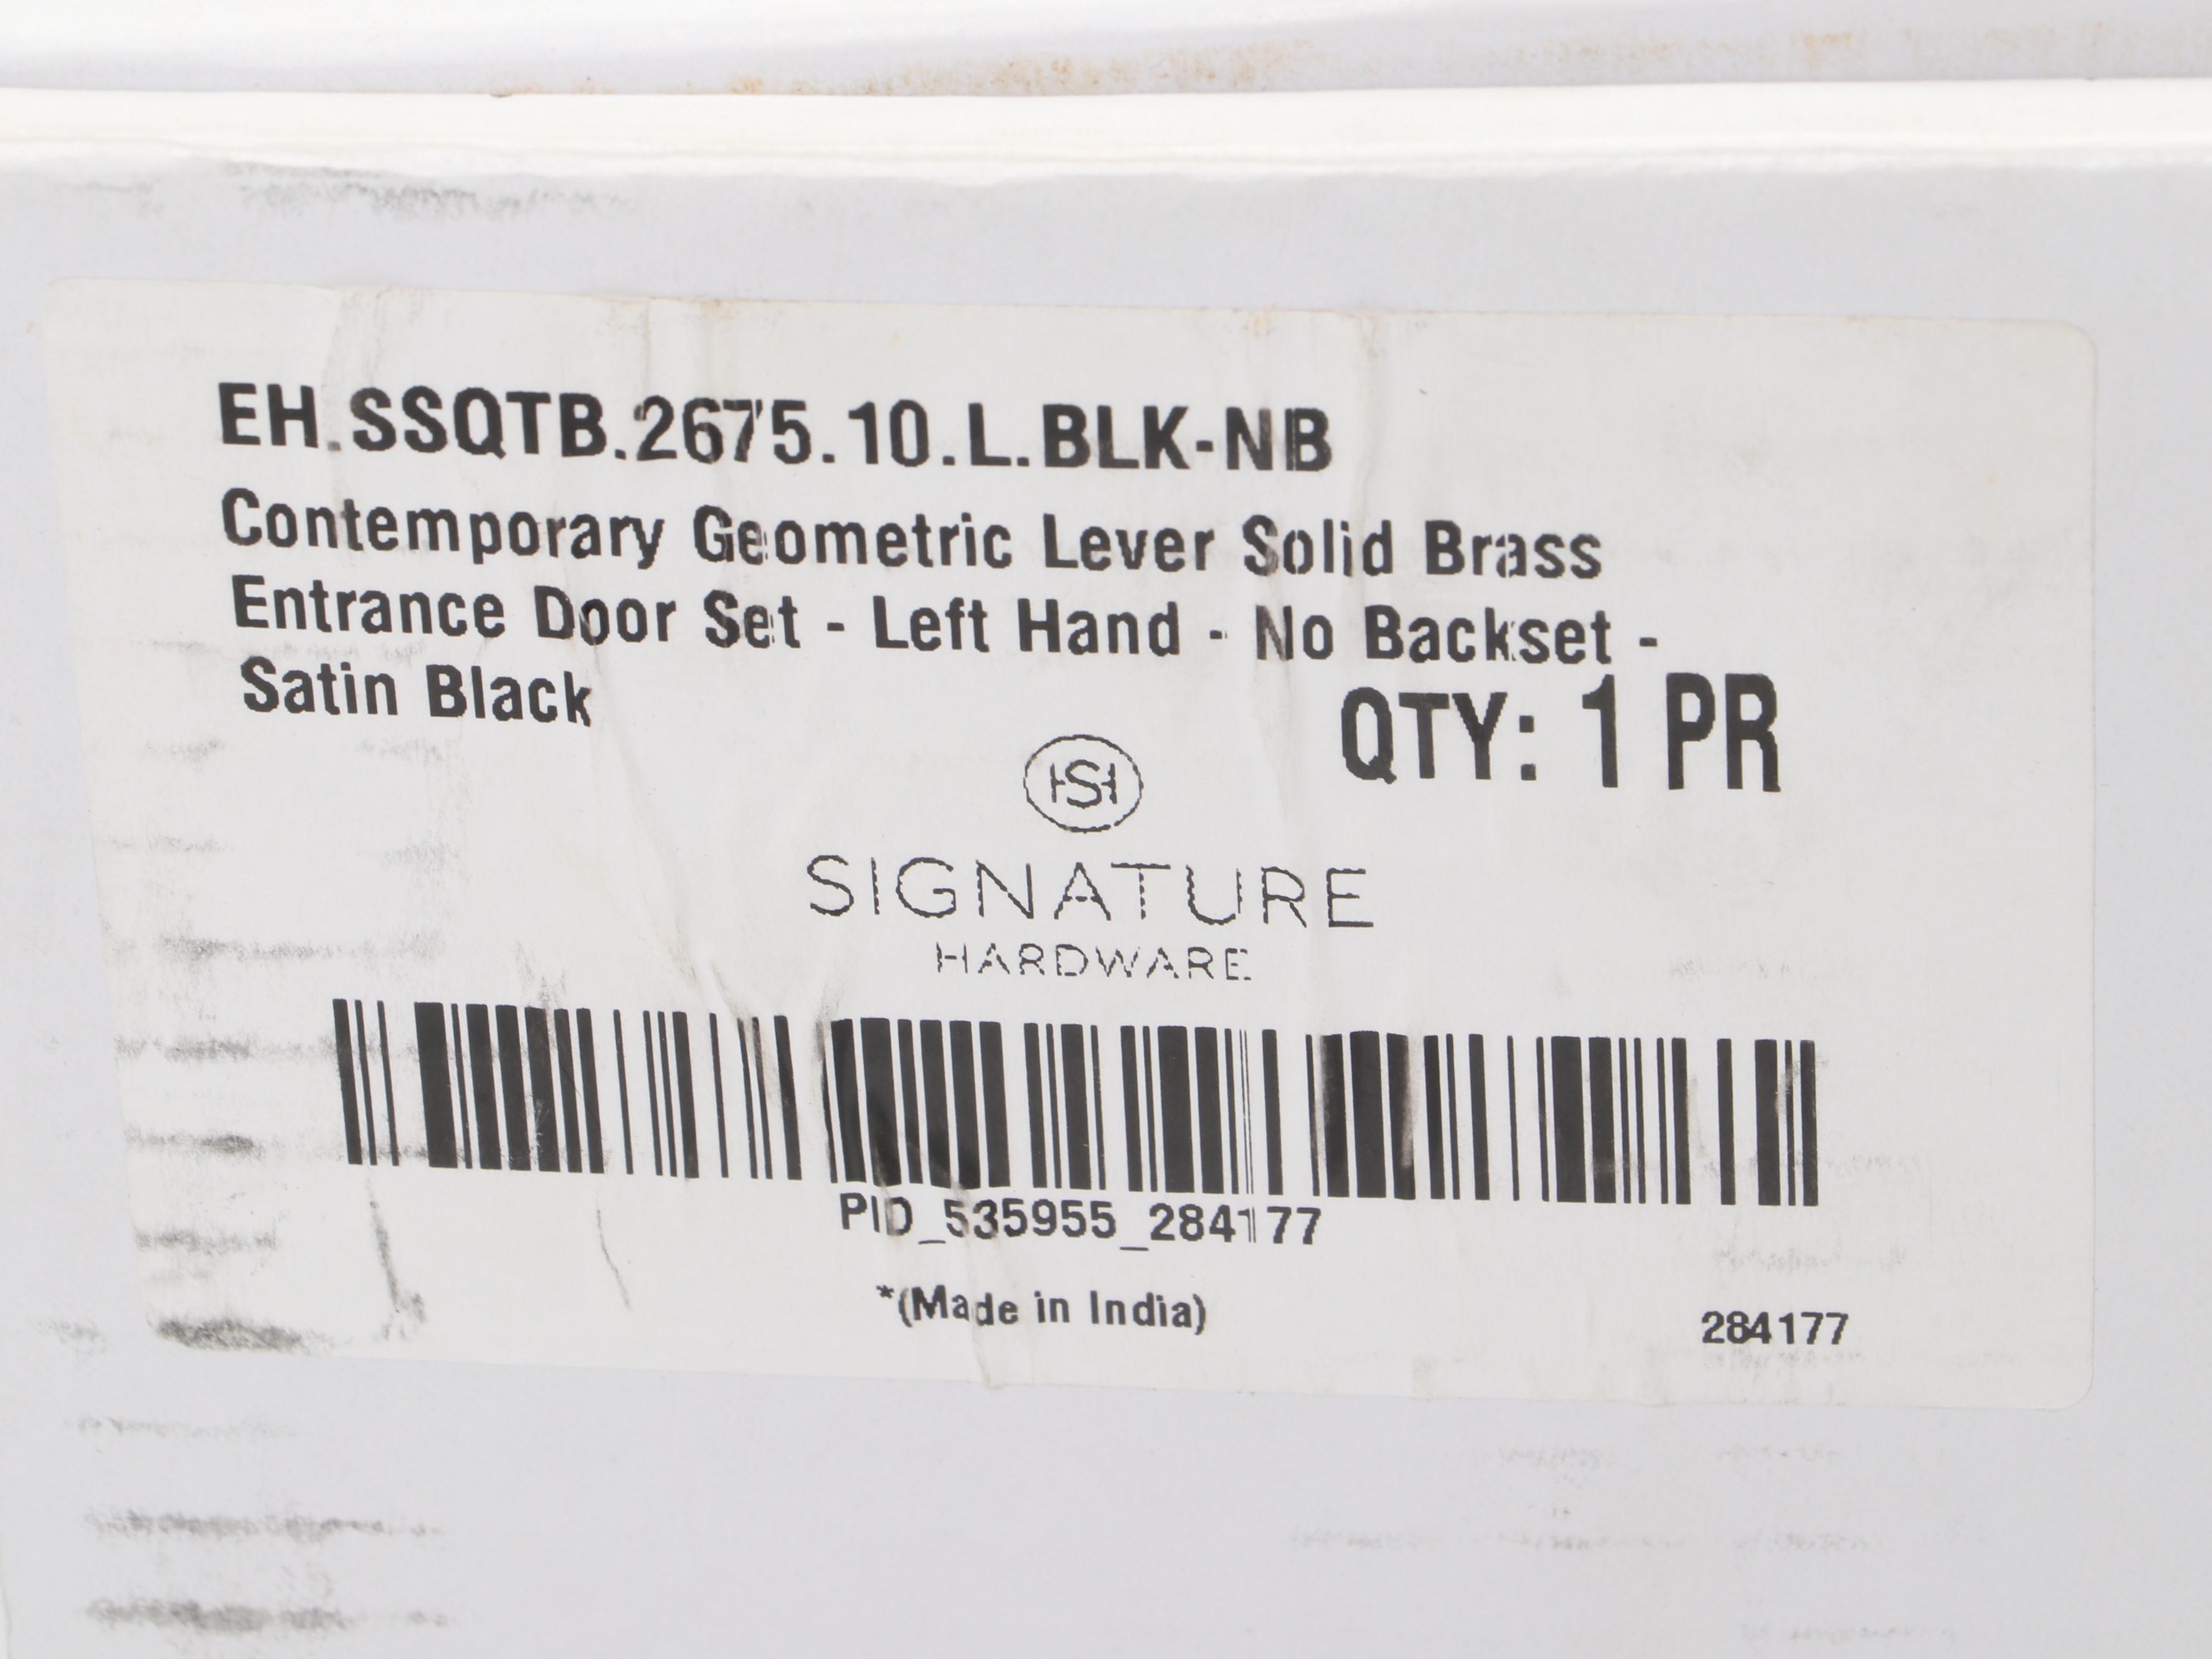 EH.SSQTB.2675.10.L.BLK-NB
Contemporary Geometric Lever Solid Brass
Entrance Door Set - Left Hand - No Backset -
Satin Black
QTY: 1 PR
HS
SIGNATURE
HARDWARE
PID_535955_284177
*(Made in India)
284177